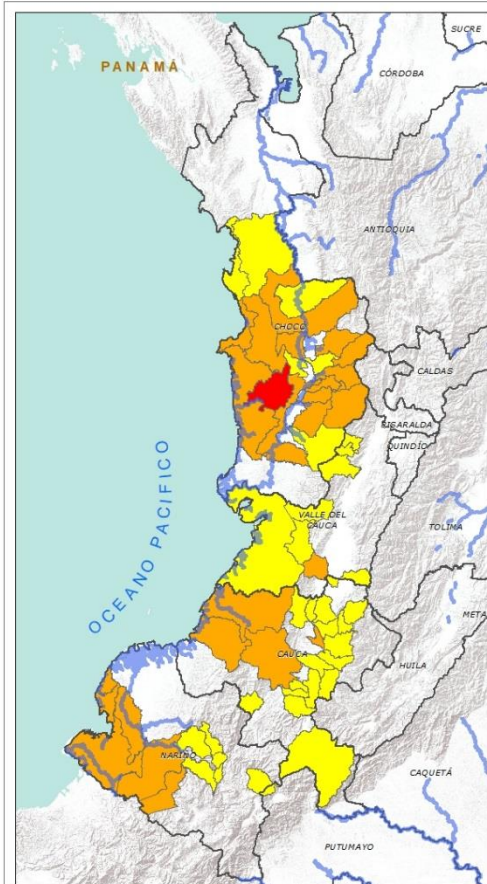 SUCRE
PANAMÁ
CÓRDOBA
ANTIOQUIA
CHOCÓ
CALDAS
RISARALDA
QUINDÍO
OCEANO PACIFICO
VALLE DEL
CAUCA
TOLIMA
META
CAUCA
HUILA
NARIÑO
CAQUETÁ
PUTUMAYO